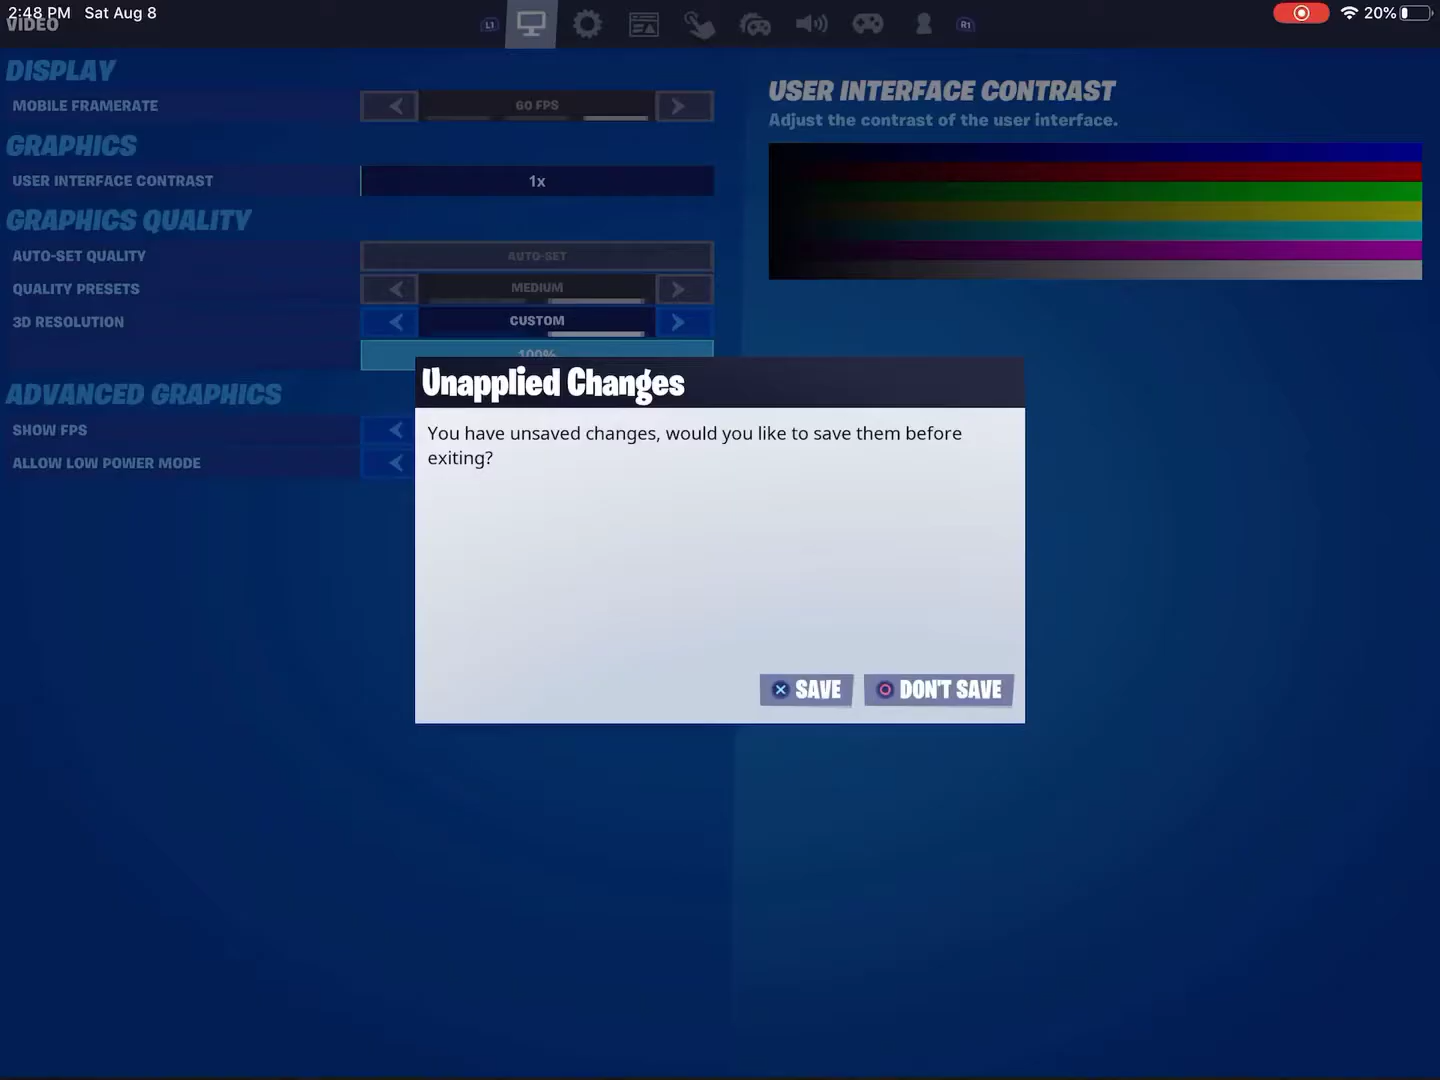 2:48 PM Sat Aug 8
20%
VIDEO
L1
R1
DISPLAY
MOBILE FRAMERATE
60 FPS
GRAPHICS
USER INTERFACE CONTRAST
1x
GRAPHICS QUALITY
AUTO-SET QUALITY
AUTO-SET
QUALITY PRESETS
MEDIUM
3D RESOLUTION
CUSTOM
100%
ADVANCED GRAPHICS
SHOW FPS
ALLOW LOW POWER MODE
USER INTERFACE CONTRAST
Adjust the contrast of the user interface.
Unapplied Changes
You have unsaved changes, would you like to save them before
exiting?
SAVE
DON'T SAVE